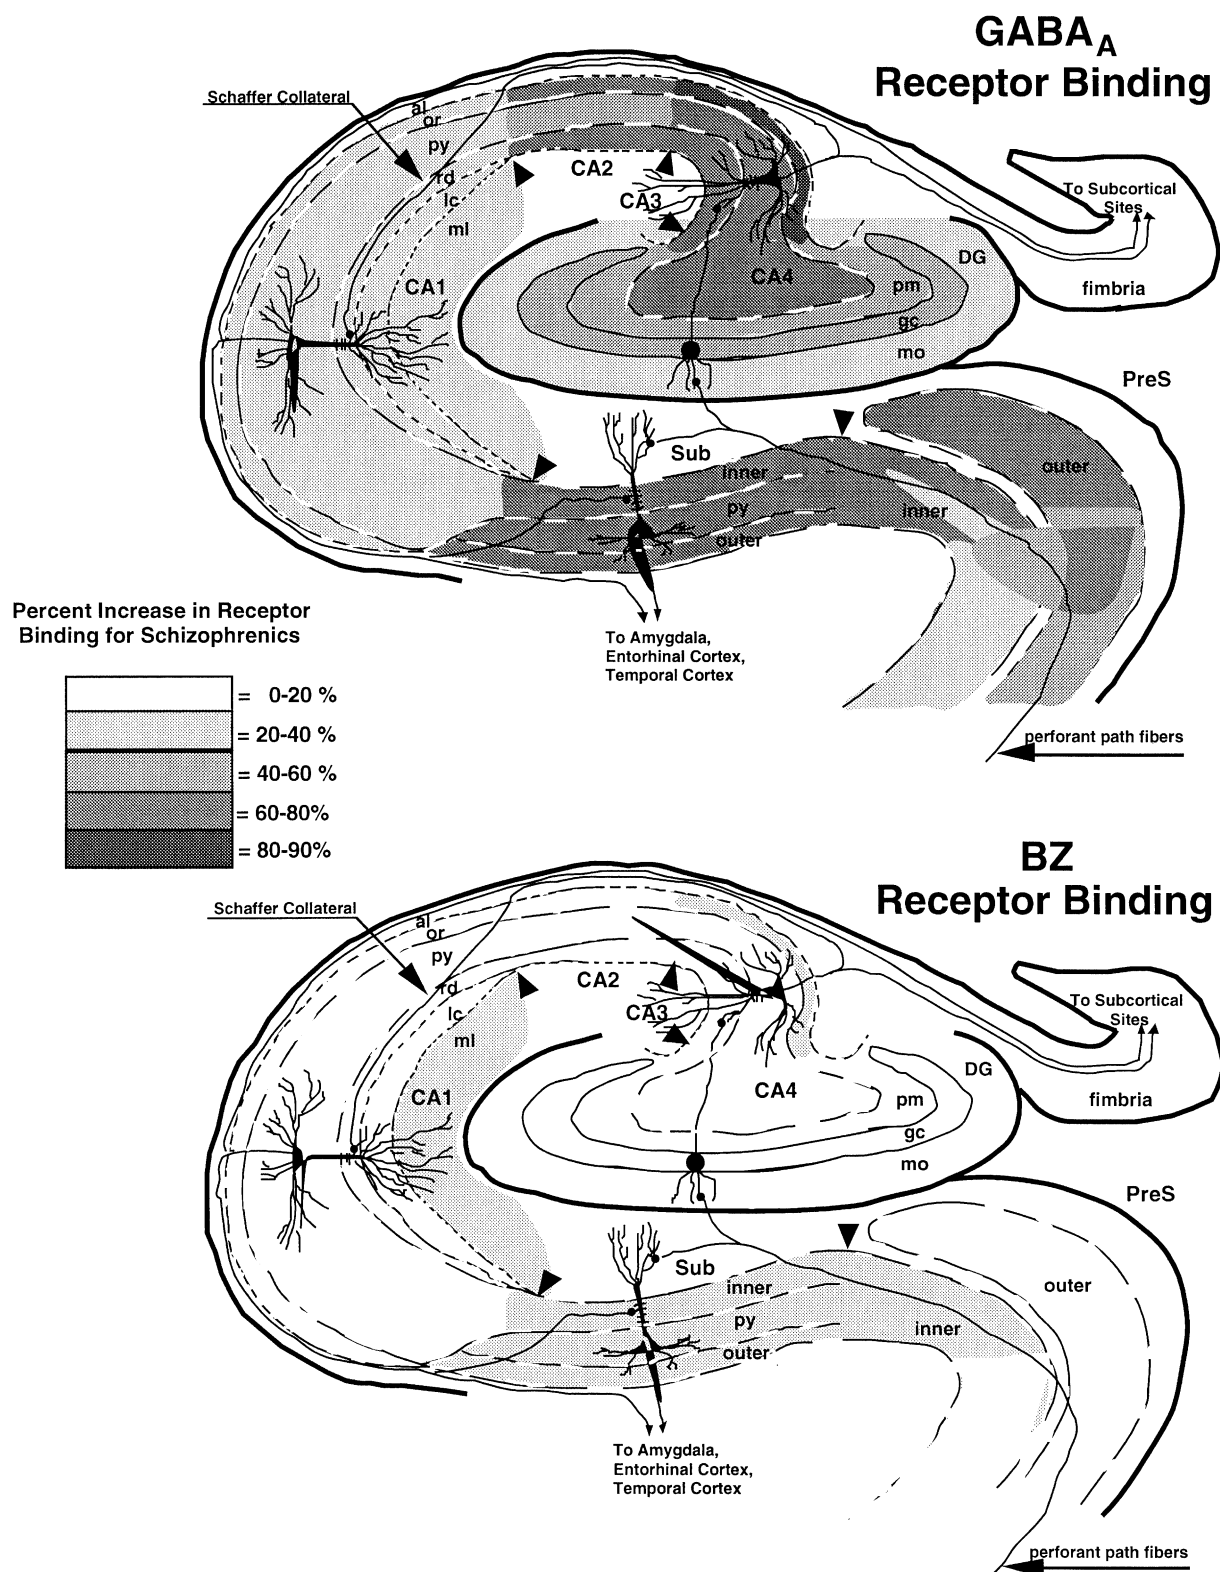 GABA_A
Receptor Binding
Schaffer Collateral
al
or
py
rd
lc
ml
CA2
CA3
CA1
CA4
To Subcortical
Sites
DG
pm
fimbria
gc
mo
PreS
Sub
inner
outer
py
inner
outer
Percent Increase in Receptor
Binding for Schizophrenics
= 0-20 %
= 20-40 %
= 40-60 %
= 60-80%
= 80-90%
To Amygdala,
Entorhinal Cortex,
Temporal Cortex
perforant path fibers
BZ
Receptor Binding
Schaffer Collateral
al
or
py
rd
lc
ml
CA2
CA3
CA1
CA4
To Subcortical
Sites
DG
pm
fimbria
gc
mo
PreS
Sub
inner
outer
py
inner
outer
To Amygdala,
Entorhinal Cortex,
Temporal Cortex
perforant path fibers